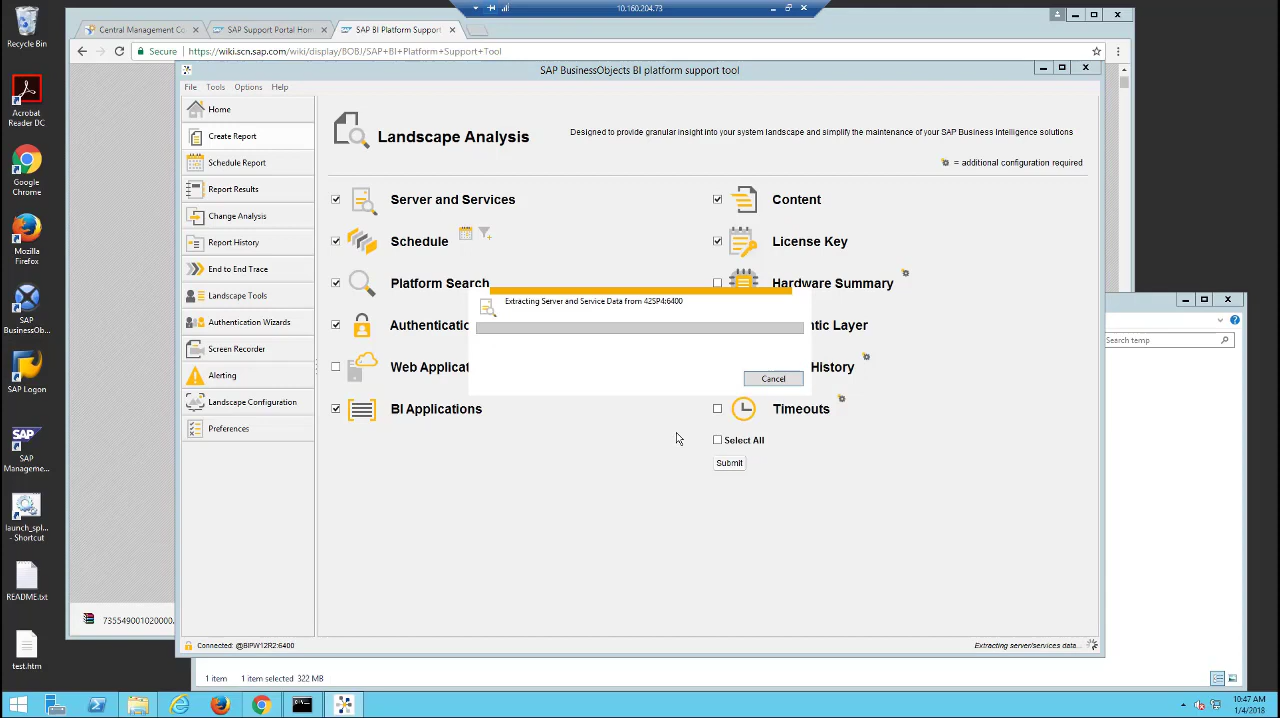 10.160.204.73
Recycle Bin
Acrobat
Reader DC
Google
Chrome
Mozilla
Firefox
SAP
BusinessOb...
SAP Logon
SAP
Manageme...
launch_spl...
- Shortcut
README.txt
test.htm
Central Management Co
SAP Support Portal Hom
SAP BI Platform Support
Secure
https://wiki.scn.sap.com/wiki/display/BOBJ/SAP+BI+Platform+Support+Tool
SAP BusinessObjects BI platform support tool
File Tools Options Help
Home
Create Report
Schedule Report
Report Results
Change Analysis
Report History
End to End Trace
Landscape Tools
Authentication Wizards
Screen Recorder
Alerting
Landscape Configuration
Preferences
Landscape Analysis
Designed to provide granular insight into your system landscape and simplify the maintenance of your SAP Business Intelligence solutions
= additional configuration required
Server and Services
Content
Schedule
License Key
Platform Search
Hardware Summary
Extracting Server and Service Data from 42SP4:6400
Authenticatio
tic Layer
Web Applicat
History
Cancel
BI Applications
Timeouts
Select All
Submit
Search temp
735549001020000.
Connected: @BIPW12R2:6400
Extracting server/services data...
1 item
1 item selected 322 MB
10:47 AM
1/4/2018